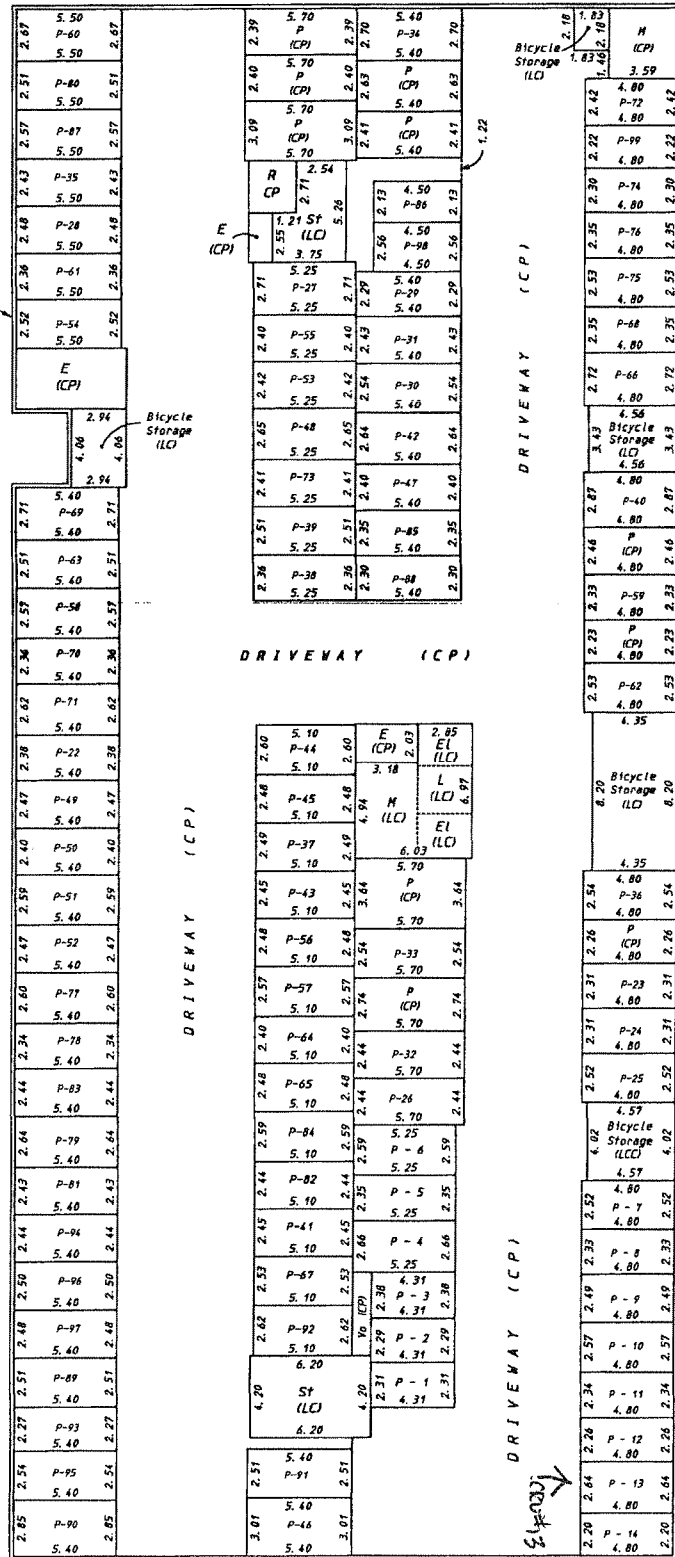 5.50
2.67 P-60 2.67
5.50
2.51 P-80 2.51
5.50
2.57 P-87 2.57
5.50
2.43 P-35 2.43
5.50
2.48 P-28 2.48
5.50
2.36 P-61 2.36
5.50
2.52 P-54 2.52
5.50
E
(CP)
2.94
4.06 4.06
2.94
Bicycle
Storage
(LC)
5.40
2.71 P-69 2.71
5.40
2.51 P-63 2.51
5.40
2.57 P-58 2.57
5.40
2.36 P-70 2.36
5.40
2.62 P-71 2.62
5.40
2.38 P-22 2.38
5.40
2.47 P-49 2.47
5.40
2.40 P-50 2.40
5.40
2.59 P-51 2.59
5.40
2.47 P-52 2.47
5.40
2.60 P-77 2.60
5.40
2.34 P-78 2.34
5.40
2.44 P-83 2.44
5.40
2.64 P-79 2.64
5.40
2.43 P-81 2.43
5.40
2.44 P-94 2.44
5.40
2.50 P-96 2.50
5.40
2.48 P-97 2.48
5.40
2.51 P-89 2.51
5.40
2.27 P-93 2.27
5.40
2.54 P-95 2.54
5.40
2.85 P-90 2.85
5.40
DRIVEWAY (CP)
5.70
2.39 P 2.39
(CP)
5.70
2.40 P 2.40
(CP)
5.70
3.09 P 3.09
(CP)
5.70
R
CP
2.54
2.71
5.26
E
(CP)
1.21
2.55
St
(LC)
3.75
5.25
2.71 P-27 2.71
5.25
2.40 P-55 2.40
5.25
2.42 P-53 2.42
5.25
2.65 P-48 2.65
5.25
2.41 P-73 2.41
5.25
2.51 P-39 2.51
5.25
2.36 P-38 2.36
5.25
5.40
2.70 P-34 2.70
5.40
2.63 P 2.63
(CP)
5.40
2.41 P 2.41
(CP)
5.40
1.22
4.50
2.13 P-86 2.13
4.50
2.56 P-98 2.56
4.50
5.40
2.29 P-29 2.29
5.40
2.43 P-31 2.43
5.40
2.54 P-30 2.54
5.40
2.64 P-42 2.64
5.40
2.40 P-47 2.40
5.40
2.35 P-85 2.35
5.40
2.30 P-88 2.30
5.40
DRIVEWAY (CP)
5.10
2.60 P-44 2.60
5.10
2.48 P-45 2.48
5.10
2.49 P-37 2.49
5.10
2.45 P-43 2.45
5.10
2.48 P-56 2.48
5.10
2.57 P-57 2.57
5.10
2.40 P-64 2.40
5.10
2.48 P-65 2.48
5.10
2.59 P-84 2.59
5.10
2.44 P-82 2.44
5.10
2.45 P-41 2.45
5.10
2.53 P-67 2.53
5.10
2.62 P-92 2.62
5.10
6.20
4.20 St 4.20
(LC)
6.20
5.40
2.51 P-91 2.51
5.40
3.01 P-46 3.01
5.40
E
(CP)
2.03
2.85
El
(LC)
3.18
4.94 M
(LC)
L
(LC)
6.97
El
(LC)
6.03
5.70
3.64 P 3.64
(CP)
5.70
2.54 P-33 2.54
5.70
2.74 P 2.74
(CP)
5.70
2.44 P-32 2.44
5.70
2.44 P-26 2.44
5.70
5.25
2.59 P - 6 2.59
5.25
2.35 P - 5 2.35
5.25
2.66 P - 4 2.66
5.25
Vo (CP)
4.31
2.38 P - 3 2.38
4.31
2.29 P - 2 2.29
2.31 P - 1 2.31
4.31
DRIVEWAY (CP)
DRIVEWAY (CP)
1.83
2.18 2.18
1.83
Bicycle
Storage
(LC)
M
(CP)
1.46
3.59
4.80
2.42 P-72 2.42
4.80
2.22 P-99 2.22
4.80
2.30 P-74 2.30
4.80
2.35 P-76 2.35
4.80
2.53 P-75 2.53
4.80
2.35 P-68 2.35
4.80
2.72 P-66 2.72
4.80
4.56
3.43 Bicycle 3.43
Storage
(LC)
4.56
4.80
2.87 P-40 2.87
4.80
2.46 P 2.46
(CP)
4.80
2.33 P-59 2.33
4.80
2.23 P 2.23
(CP)
4.80
2.53 P-62 2.53
4.80
4.35
8.20 Bicycle 8.20
Storage
(LC)
4.35
4.80
2.54 P-36 2.54
4.80
2.26 P 2.26
(CP)
4.80
2.31 P-23 2.31
4.80
2.31 P-24 2.31
4.80
2.52 P-25 2.52
4.80
4.57
4.02 Bicycle 4.02
Storage
(LCC)
4.57
4.80
2.52 P - 7 2.52
4.80
2.33 P - 8 2.33
4.80
2.49 P - 9 2.49
4.80
2.57 P - 10 2.57
4.80
2.34 P - 11 2.34
4.80
2.26 P - 12 2.26
4.80
2.64 P - 13 2.64
4.80
2.20 P - 14 2.20
4.80